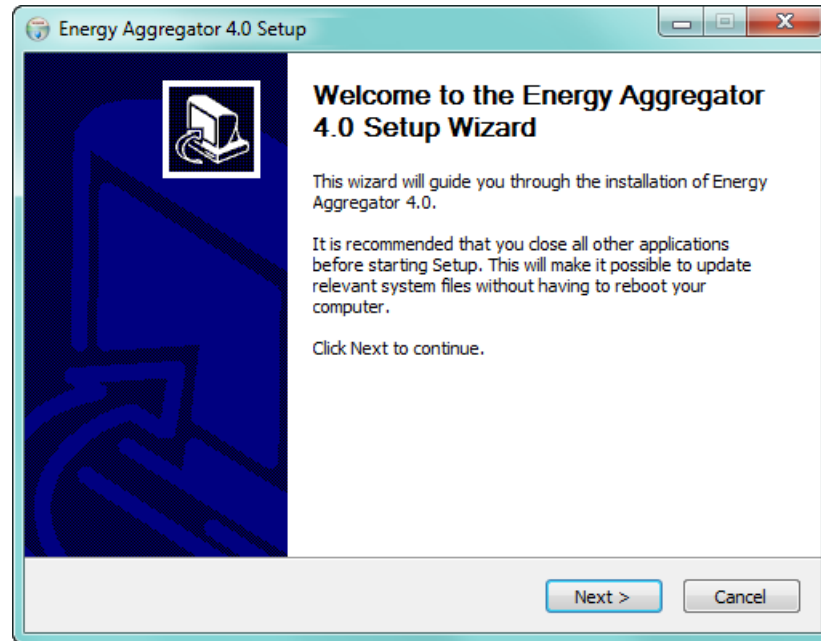 Energy Aggregator 4.0 Setup
Welcome to the Energy Aggregator
4.0 Setup Wizard
This wizard will guide you through the installation of Energy
Aggregator 4.0.
It is recommended that you close all other applications
before starting Setup. This will make it possible to update
relevant system files without having to reboot your
computer.
Click Next to continue.
Next >
Cancel